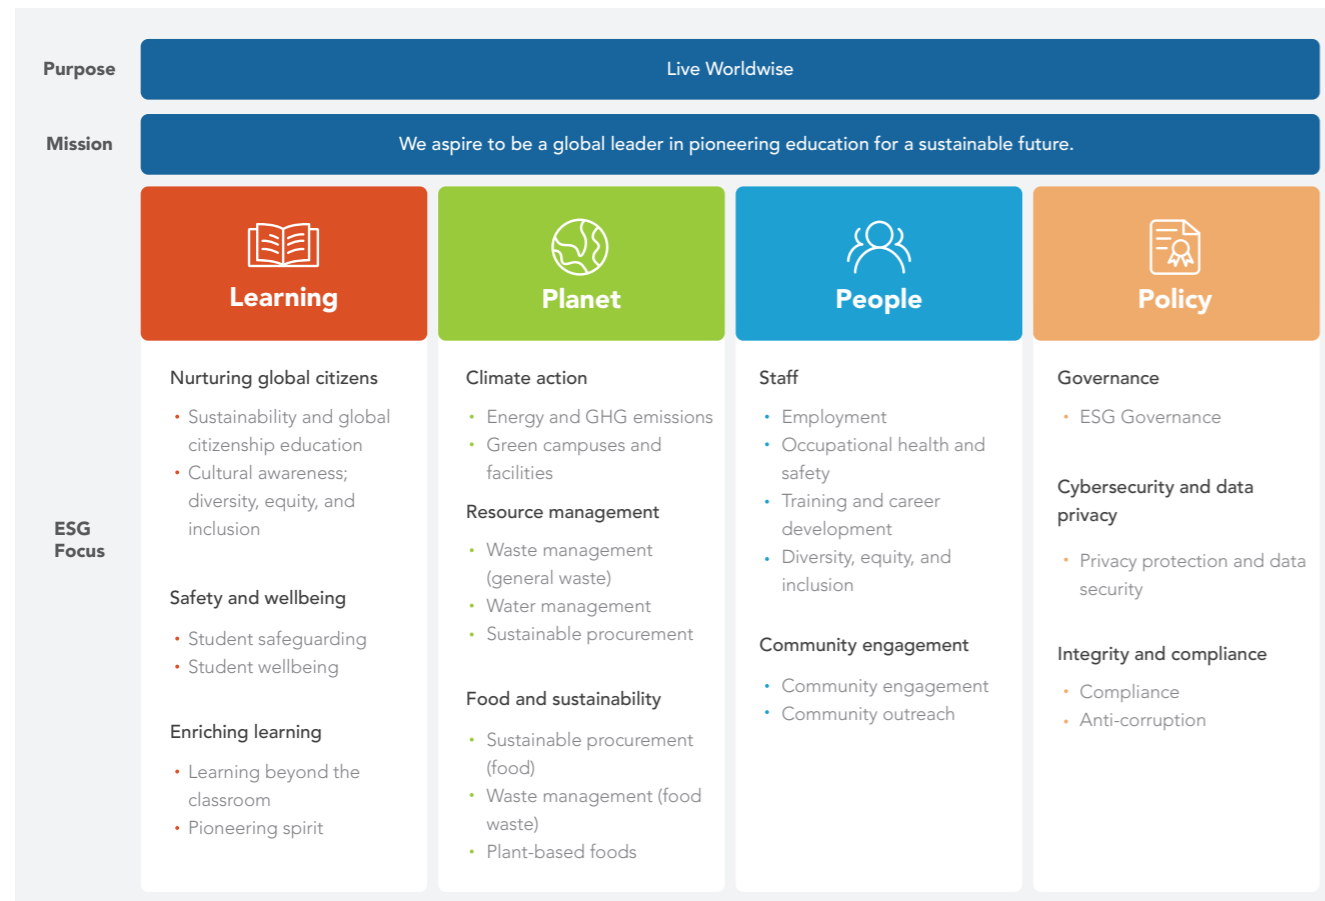 Purpose
Live Worldwise
Mission
We aspire to be a global leader in pioneering education for a sustainable future.
ESG
Focus
Learning
Nurturing global citizens
• Sustainability and global
citizenship education
• Cultural awareness;
diversity, equity, and
inclusion
Safety and wellbeing
• Student safeguarding
• Student wellbeing
Enriching learning
• Learning beyond the
classroom
• Pioneering spirit
Planet
Climate action
• Energy and GHG emissions
• Green campuses and
facilities
Resource management
• Waste management
(general waste)
• Water management
• Sustainable procurement
Food and sustainability
• Sustainable procurement
(food)
• Waste management (food
waste)
• Plant-based foods
People
Staff
• Employment
• Occupational health and
safety
• Training and career
development
• Diversity, equity, and
inclusion
Community engagement
• Community engagement
• Community outreach
Policy
Governance
• ESG Governance
Cybersecurity and data
privacy
• Privacy protection and data
security
Integrity and compliance
• Compliance
• Anti-corruption